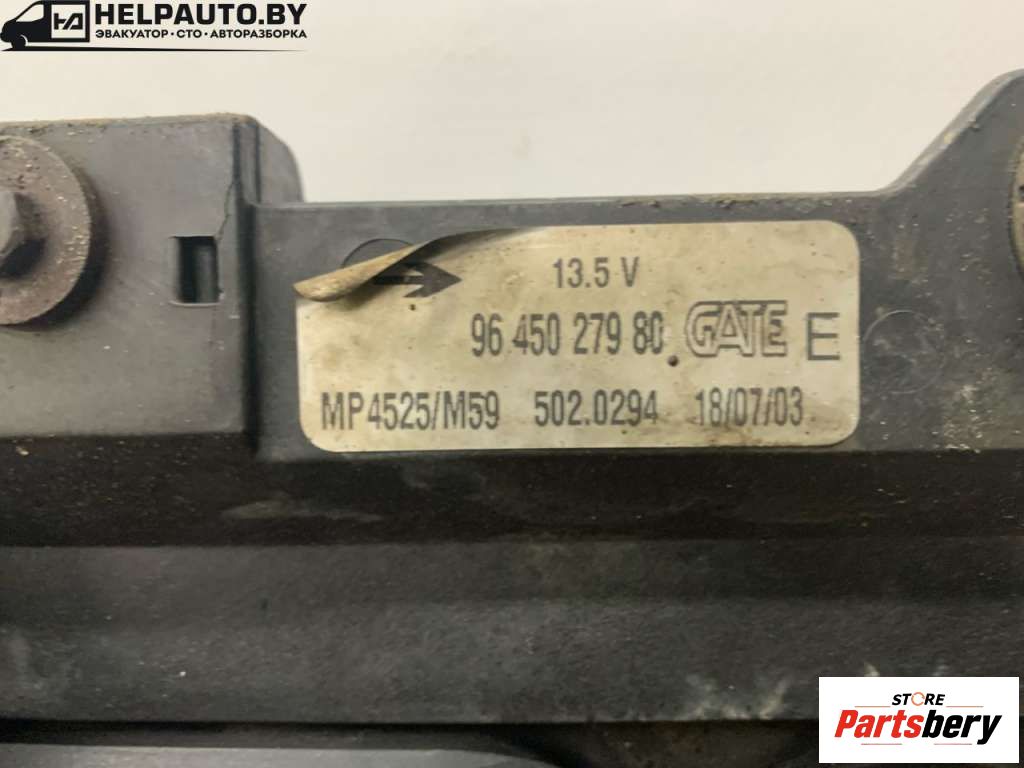 HELPAUTO.BY
ЭВАКУАТОР•СТО•АВТОРАЗБОРКА
13.5 V
96 450 279 80 GATE E
MP4525/M59 502.0294 18/07/03
STORE
Partsbery